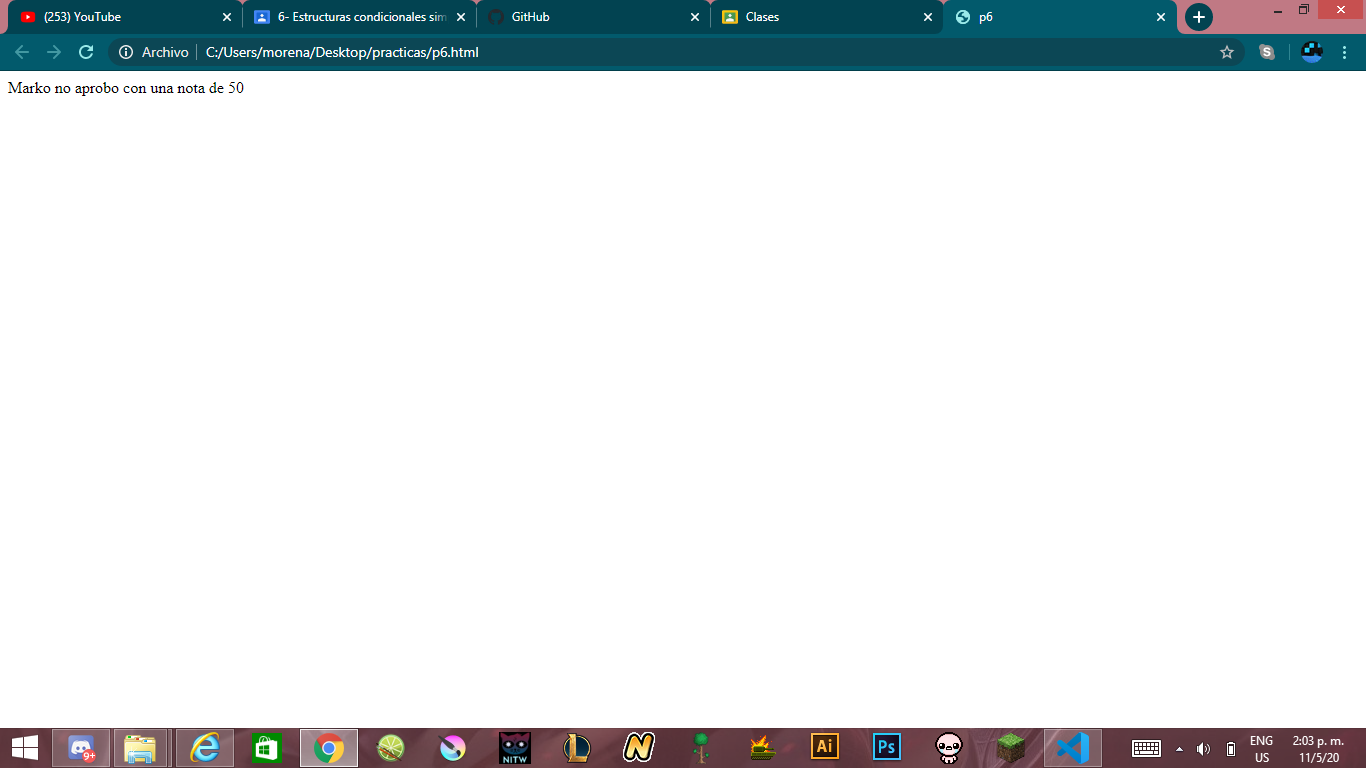 (253) YouTube
6- Estructuras condicionales sim
GitHub
Clases
p6
Archivo
C:/Users/morena/Desktop/practicas/p6.html
Marko no aprobo con una nota de 50
9+
NITW
L
N
Ai
Ps
ENG
US
2:03 p. m.
11/5/20